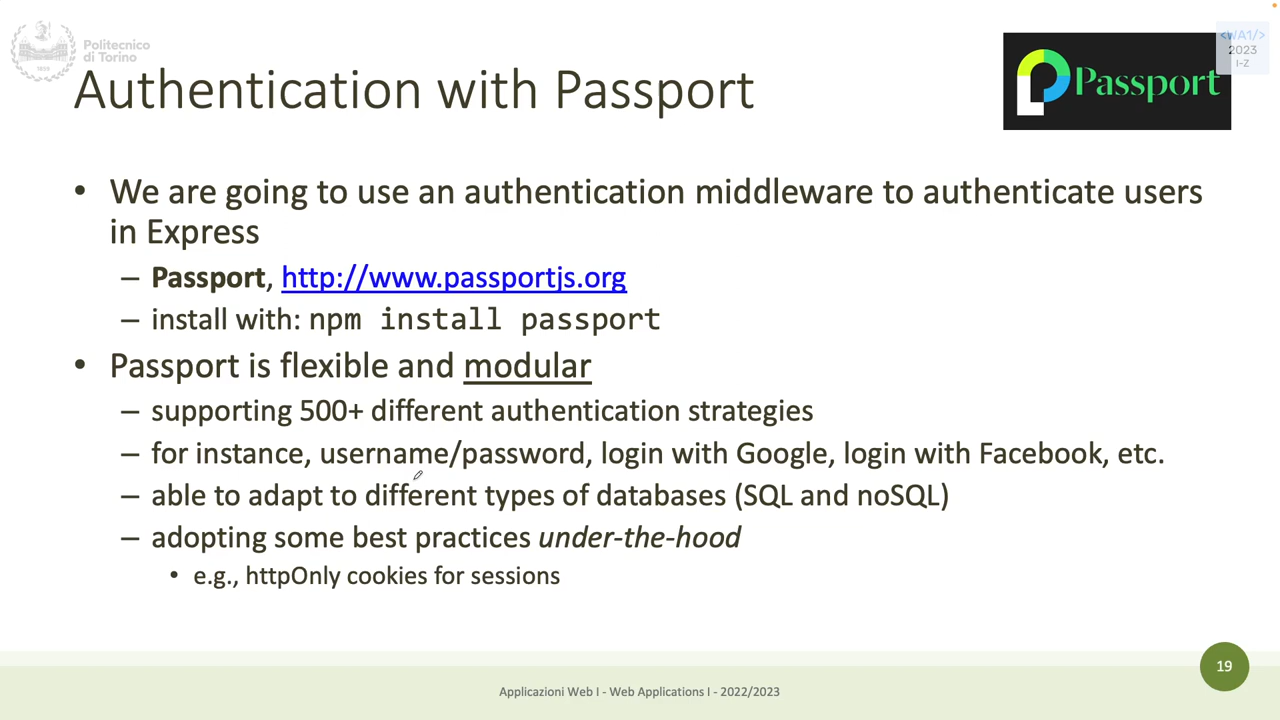 Politecnico
di Torino
1859
Authentication with Passport
Passport
<WA1/>
2023
I-Z
• We are going to use an authentication middleware to authenticate users
in Express
– Passport, http://www.passportjs.org
– install with: npm install passport
• Passport is flexible and modular
– supporting 500+ different authentication strategies
– for instance, username/password, login with Google, login with Facebook, etc.
– able to adapt to different types of databases (SQL and noSQL)
– adopting some best practices under-the-hood
• e.g., httpOnly cookies for sessions
19
Applicazioni Web I - Web Applications I - 2022/2023